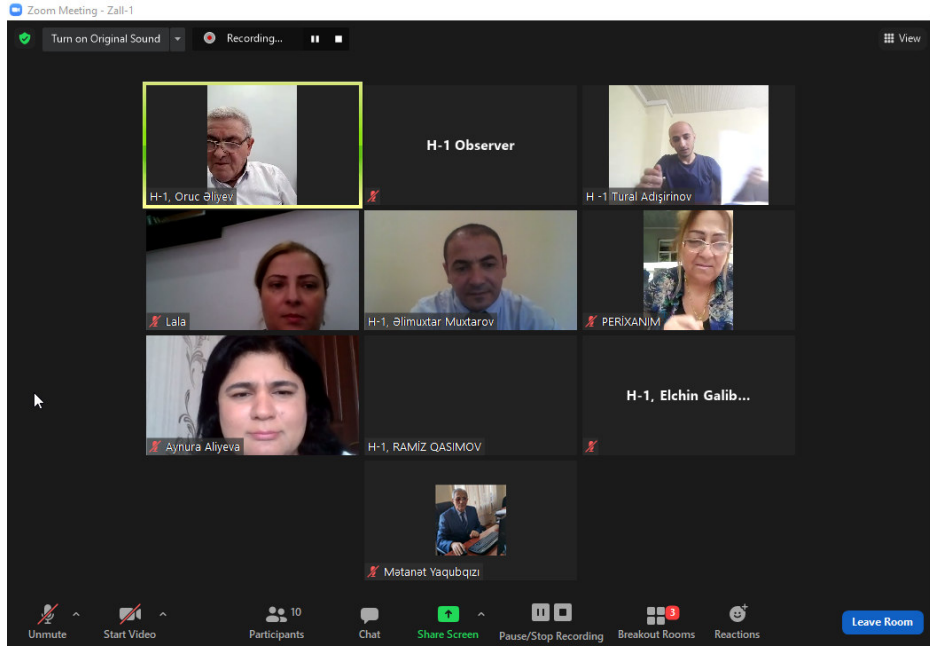 Zoom Meeting - Zall-1
Turn on Original Sound
Recording...
View
H-1, Oruc Əliyev
H-1 Observer
H -1 Tural Adışirinov
Lala
H-1, Əlimuxtar Muxtarov
PERİXANIM
Aynura Aliyeva
H-1, RAMİZ QASIMOV
H-1, Elchin Galib...
Mətanət Yaqubqızı
Unmute
Start Video
10
Participants
Chat
Share Screen
Pause/Stop Recording
3
Breakout Rooms
Reactions
Leave Room